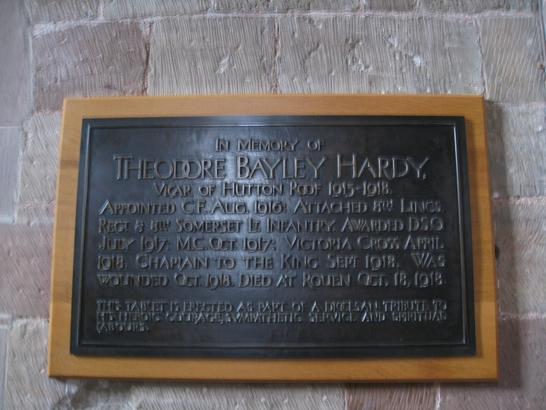 IN MEMORY OF
THEODORE BAYLEY HARDY,
VICAR OF HUTTON ROOF 1913-1918.
APPOINTED C.F. AUG. 1916: ATTACHED 8TH LINCS
REGT & 8TH SOMERSET LT INFANTRY. AWARDED D.S.O
JULY 1917; M.C. OCT. 1917; VICTORIA CROSS APRIL
1918. CHAPLAIN TO THE KING SEPT 1918. WAS
WOUNDED OCT. 1918. DIED AT ROUEN OCT. 18, 1918.
THIS TABLET IS ERECTED AS PART OF A DIOCESAN TRIBUTE TO
HIS HEROIC COURAGE, SYMPATHETIC SERVICE AND SPIRITUAL
LABOURS.